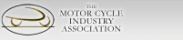 THE
MOTOR CYCLE
INDUSTRY
ASSOCIATION